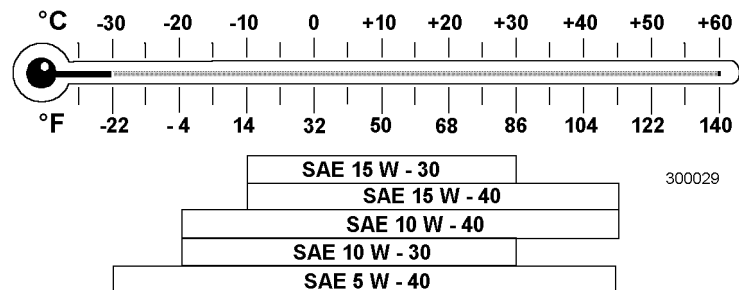 °C -30 -20 -10 0 +10 +20 +30 +40 +50 +60
°F -22 - 4 14 32 50 68 86 104 122 140
SAE 15 W - 30
300029
SAE 15 W - 40
SAE 10 W - 40
SAE 10 W - 30
SAE 5 W - 40